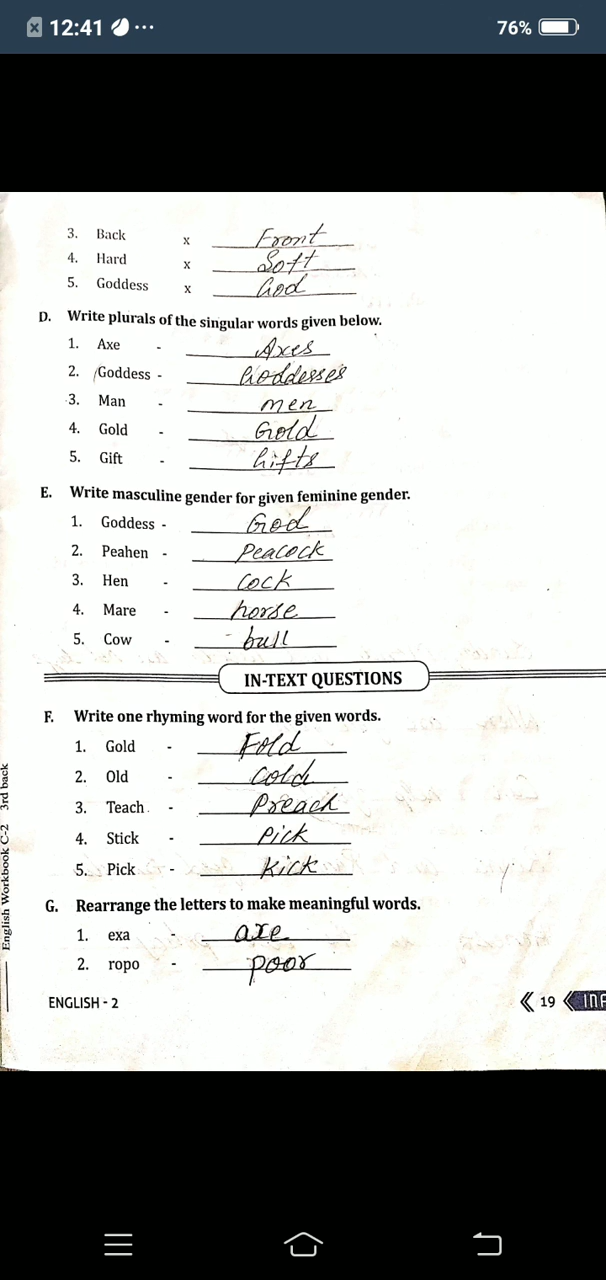 12:41 ...
76%
3. Back x Front
4. Hard x Soft
5. Goddess x God
D. Write plurals of the singular words given below.
1. Axe - Axes
2. Goddess - Goddesses
3. Man - men
4. Gold - Gold
5. Gift - Gifts
E. Write masculine gender for given feminine gender.
1. Goddess - God
2. Peahen - Peacock
3. Hen - Cock
4. Mare - horse
5. Cow - bull
IN-TEXT QUESTIONS
F. Write one rhyming word for the given words.
1. Gold - Fold
2. Old - Cold
3. Teach - Preach
4. Stick - Pick
5. Pick - Kick
G. Rearrange the letters to make meaningful words.
1. exa - axe
2. ropo - poor
English Workbook C-2 3rd back
ENGLISH - 2
19